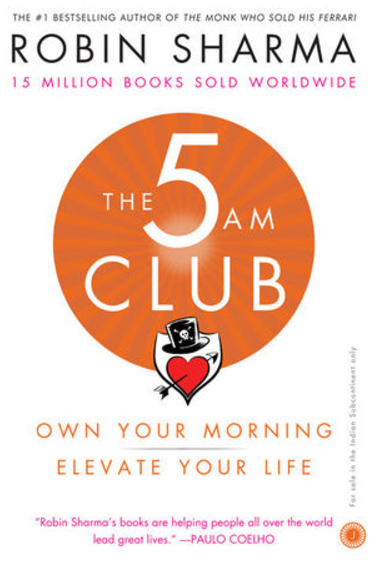 THE #1 BESTSELLING AUTHOR OF THE MONK WHO SOLD HIS FERRARI
ROBIN SHARMA
15 MILLION BOOKS SOLD WORLDWIDE
THE 5 AM
CLUB
OWN YOUR MORNING
ELEVATE YOUR LIFE
For sale in the Indian Subcontinent only
"Robin Sharma's books are helping people all over the world
lead great lives." —PAULO COELHO
J